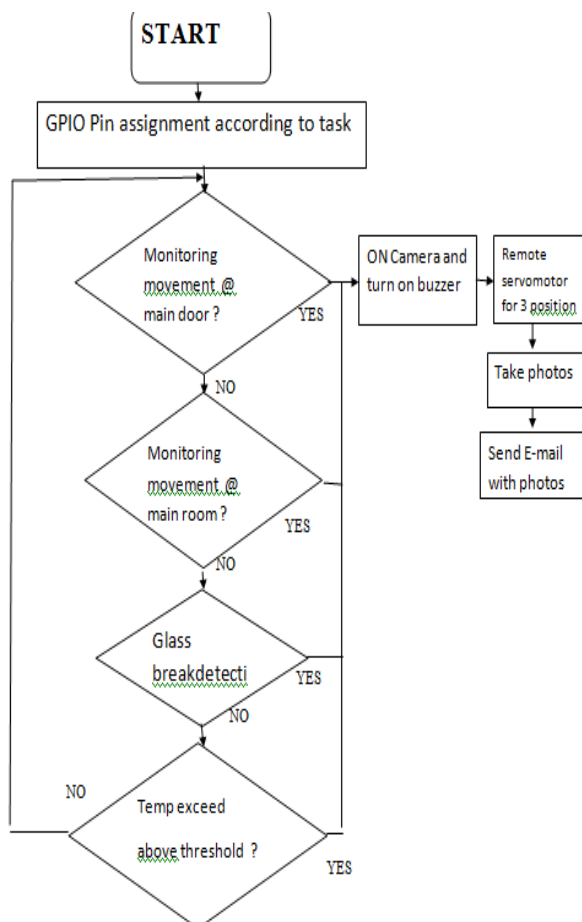 START
GPIO Pin assignment according to task
Monitoring
movement @
main door ?
YES
NO
ON Camera and
turn on buzzer
Remote
servomotor
for 3 position
Take photos
Send E-mail
with photos
Monitoring
movement @
main room ?
YES
NO
Glass
breakdetecti
YES
NO
Temp exceed
above threshold ?
NO
YES